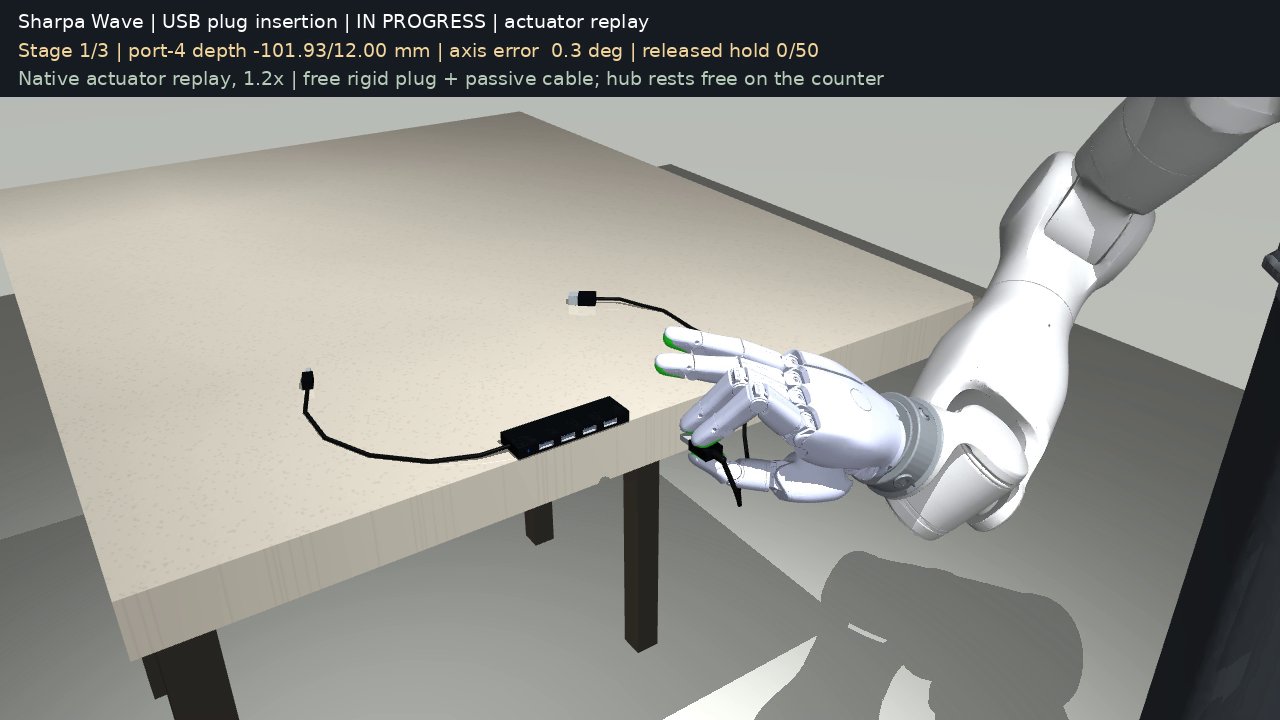 Sharpa Wave | USB plug insertion | IN PROGRESS | actuator replay
Stage 1/3 | port-4 depth -101.93/12.00 mm | axis error  0.3 deg | released hold 0/50
Native actuator replay, 1.2x | free rigid plug + passive cable; hub rests free on the counter